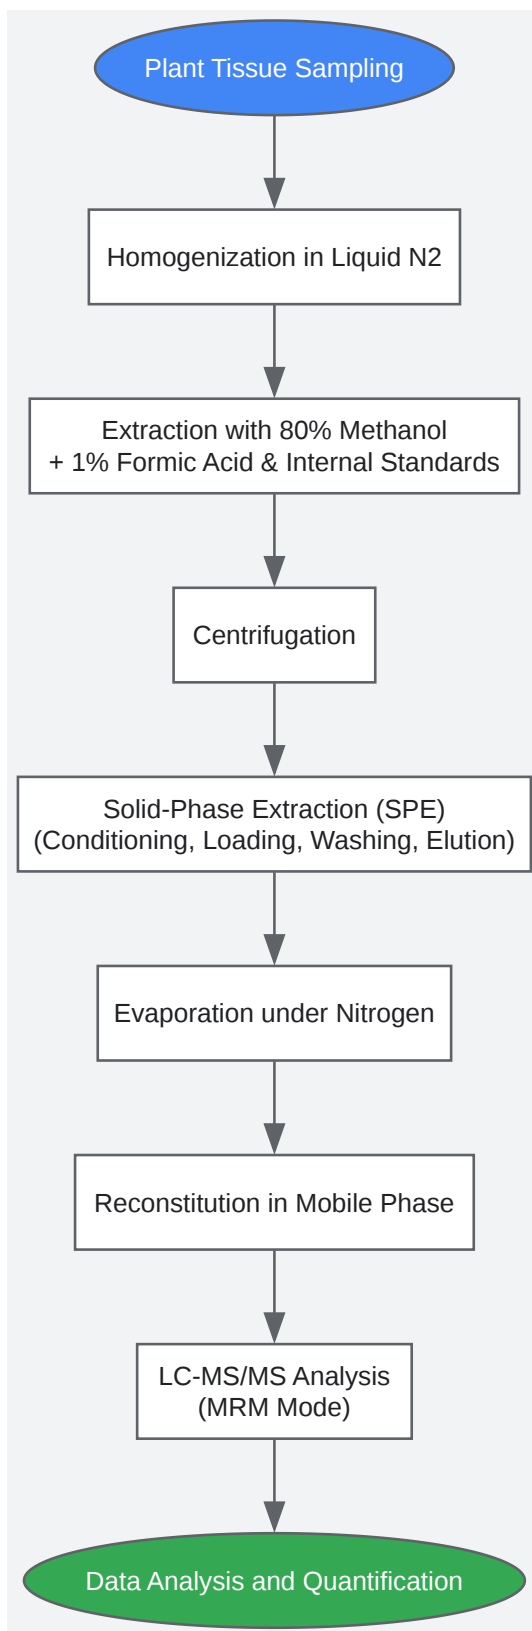 Plant Tissue Sampling
Homogenization in Liquid N2
Extraction with 80% Methanol
+ 1% Formic Acid & Internal Standards
Centrifugation
Solid-Phase Extraction (SPE)
(Conditioning, Loading, Washing, Elution)
Evaporation under Nitrogen
Reconstitution in Mobile Phase
LC-MS/MS Analysis
(MRM Mode)
Data Analysis and Quantification